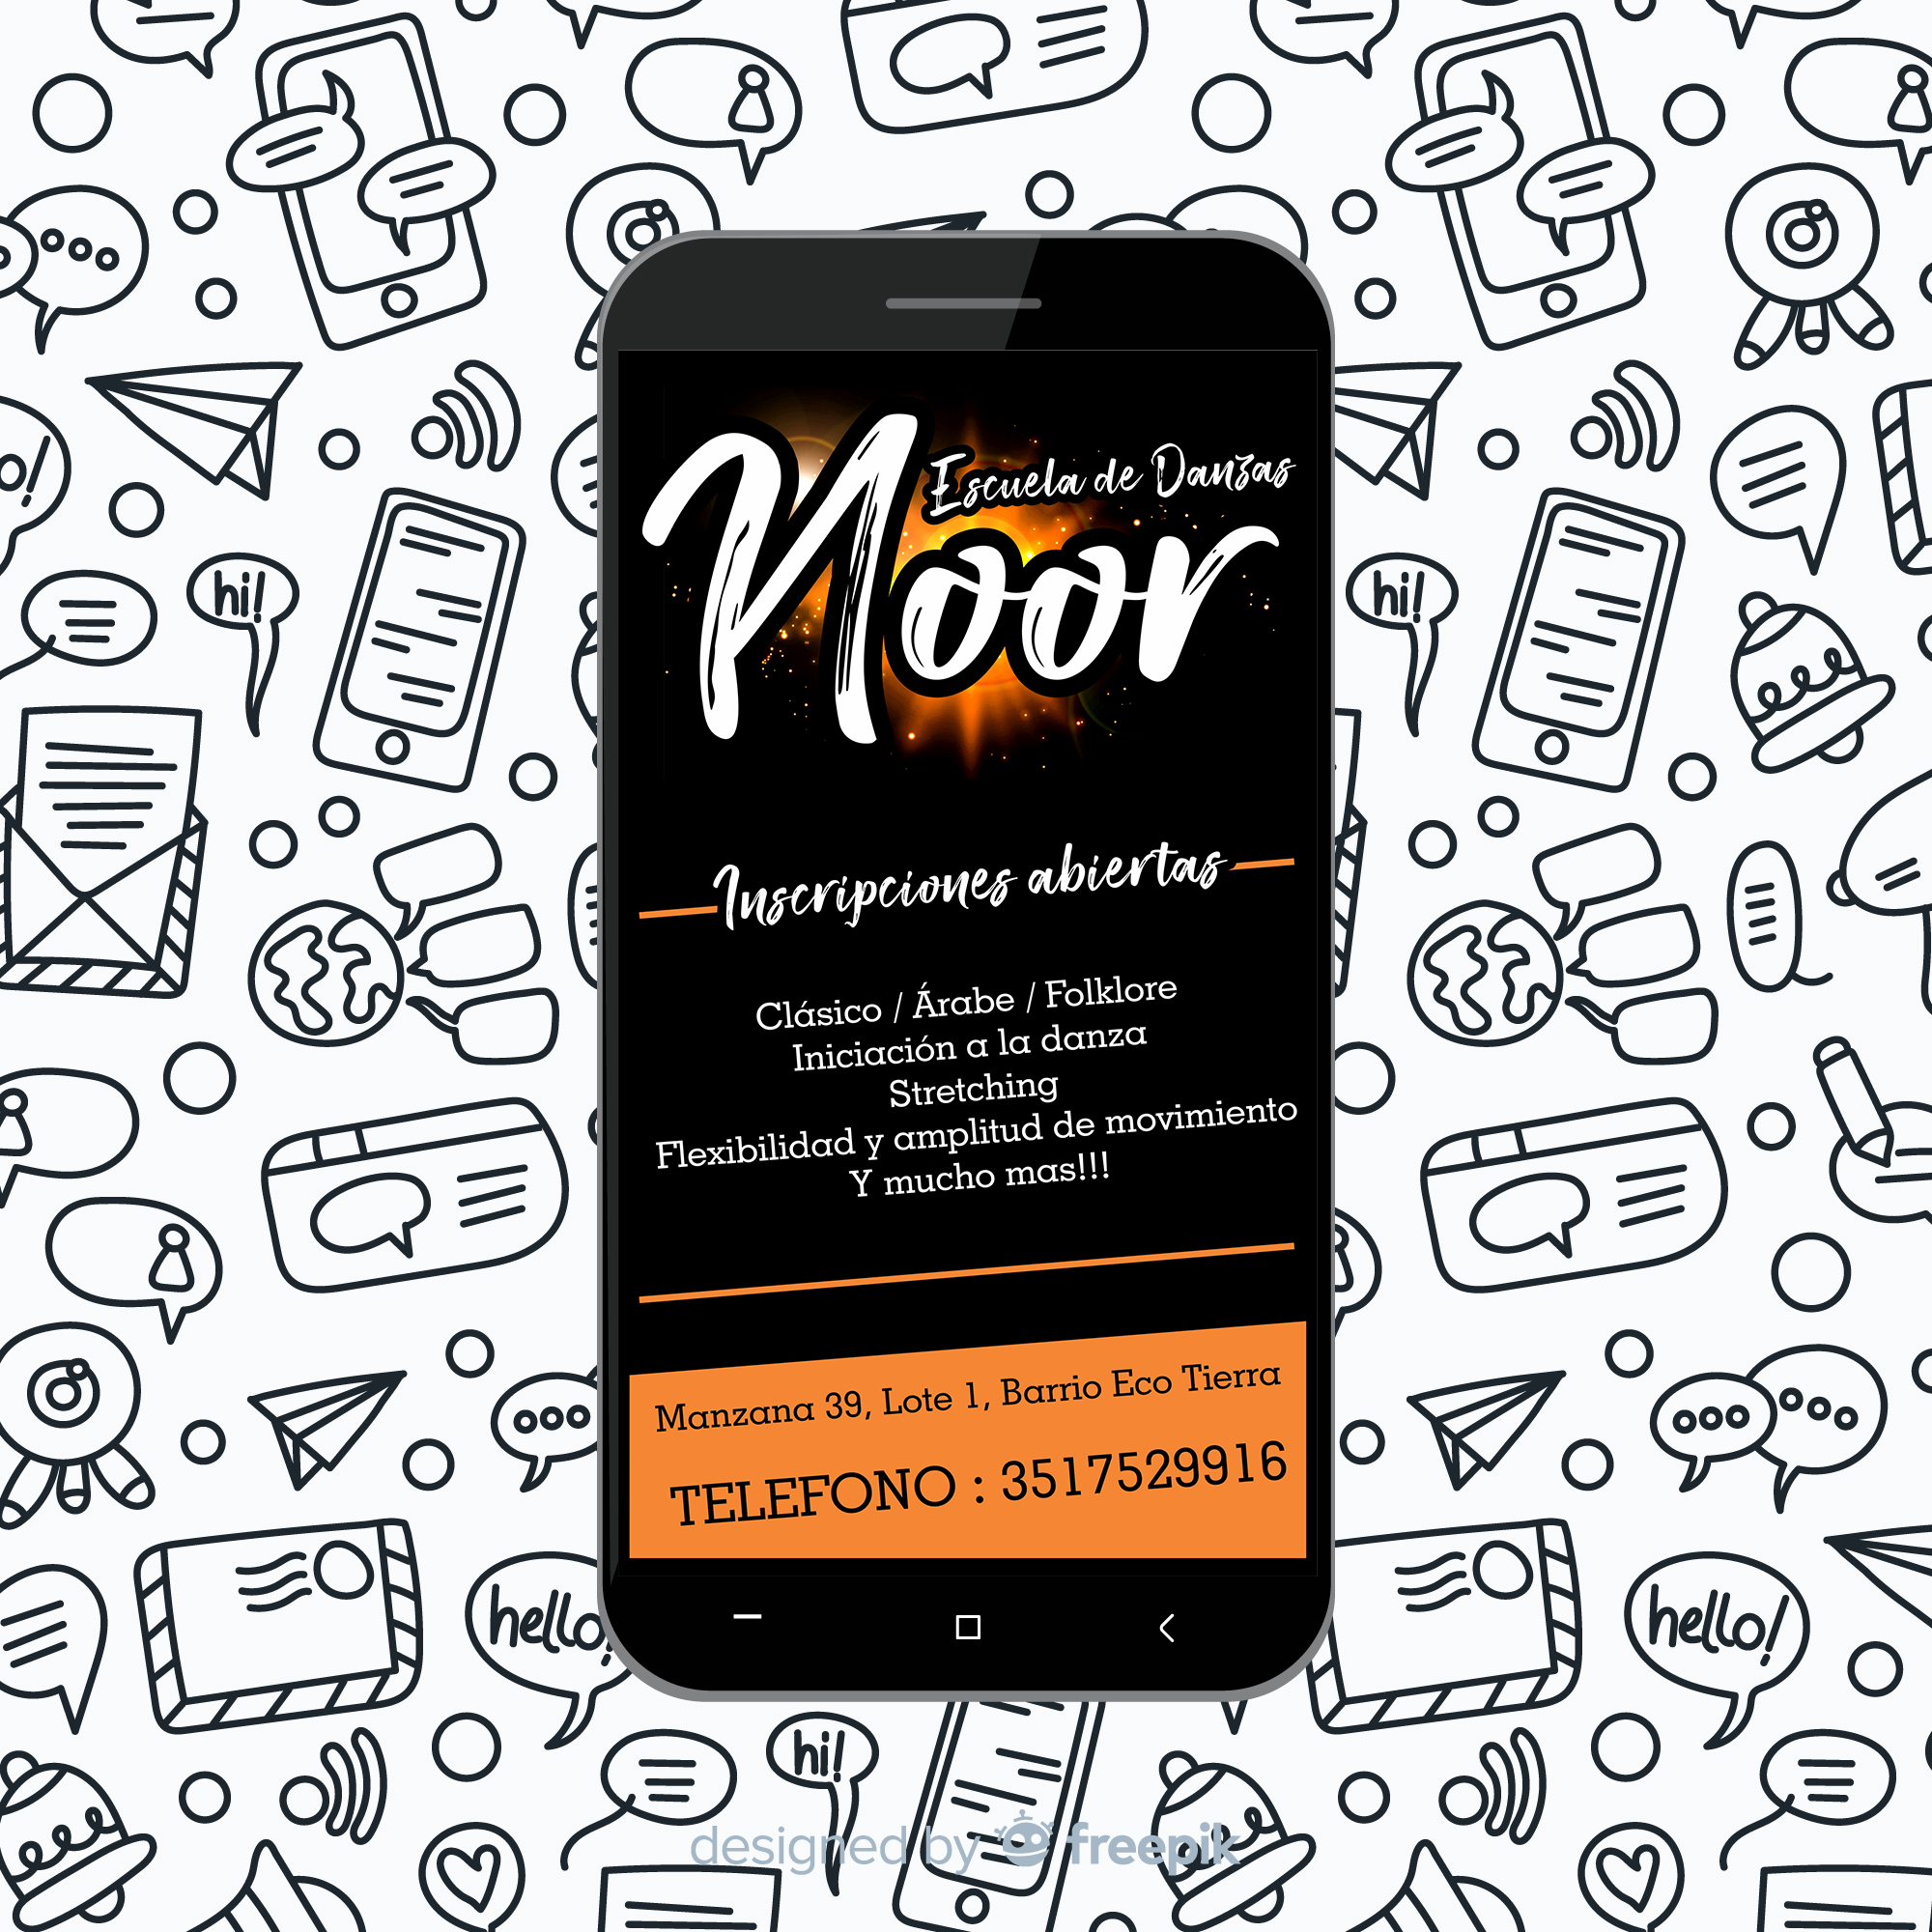 hi!
hi!
Escuela de Danzas
Noor
Inscripciones abiertas
Clásico / Árabe / Folklore
Iniciación a la danza
Stretching
Flexibilidad y amplitud de movimiento
Y mucho mas!!!
Manzana 39, Lote 1, Barrio Eco Tierra
TELEFONO : 3517529916
hello!
hello!
hi!
designed by freepik